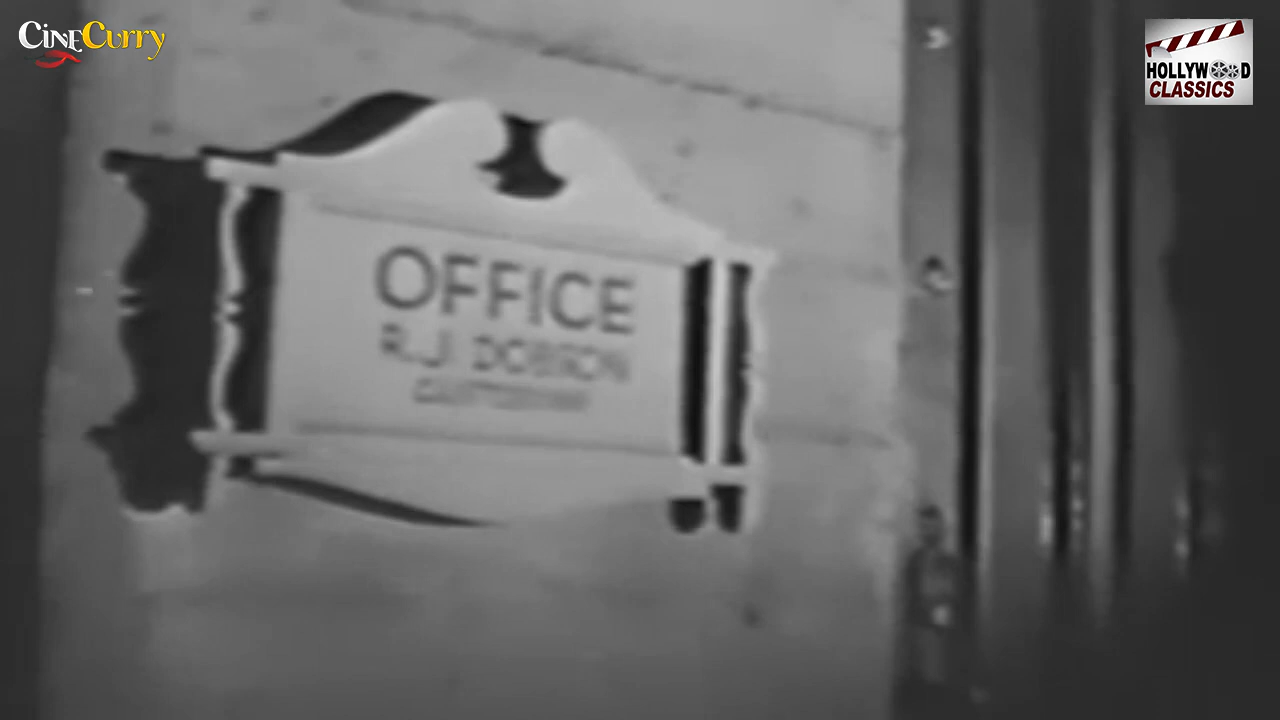 CINECURRY
HOLLYWOOD
CLASSICS
OFFICE
R.J. DOBSON